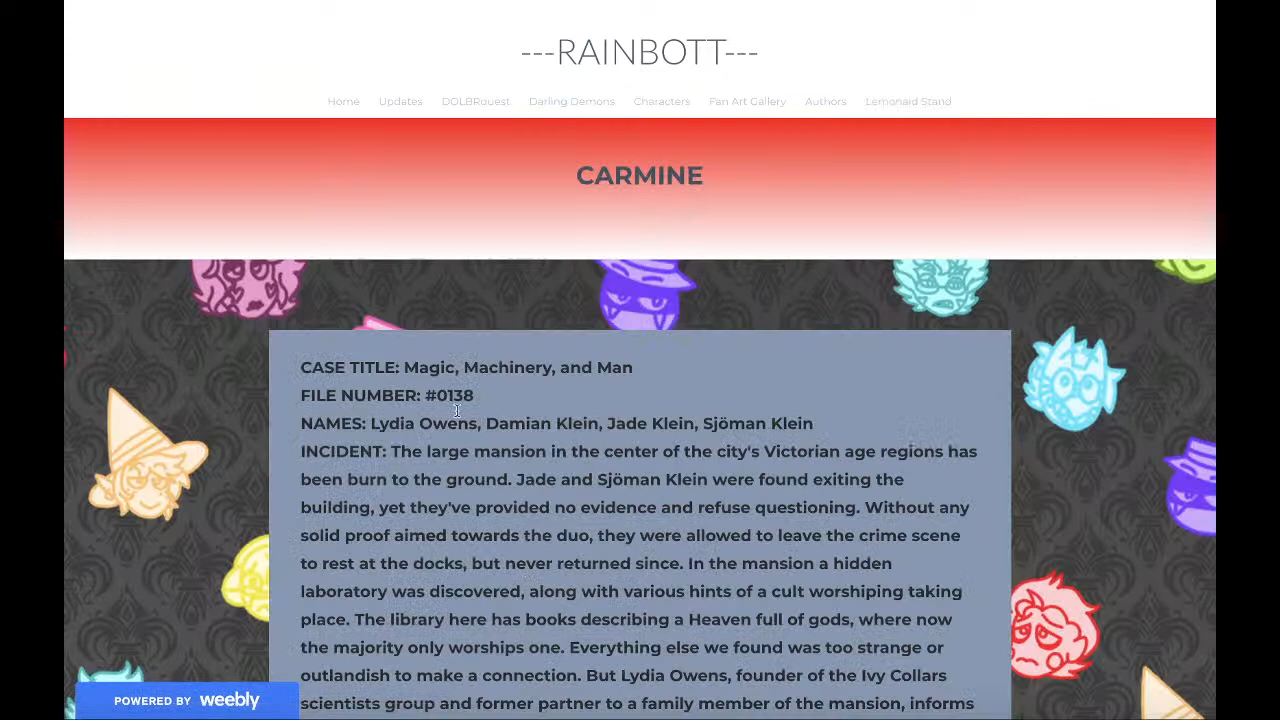 ---RAINBOTT---
Home Updates DOLBRquest Darling Demons Characters Fan Art Gallery Authors Lemonaid Stand
CARMINE
CASE TITLE: Magic, Machinery, and Man
FILE NUMBER: #0138
NAMES: Lydia Owens, Damian Klein, Jade Klein, Sjöman Klein
INCIDENT: The large mansion in the center of the city's Victorian age regions has
been burn to the ground. Jade and Sjöman Klein were found exiting the
building, yet they've provided no evidence and refuse questioning. Without any
solid proof aimed towards the duo, they were allowed to leave the crime scene
to rest at the docks, but never returned since. In the mansion a hidden
laboratory was discovered, along with various hints of a cult worshiping taking
place. The library here has books describing a Heaven full of gods, where now
the majority only worships one. Everything else we found was too strange or
outlandish to make a connection. But Lydia Owens, founder of the Ivy Collars
scientists group and former partner to a family member of the mansion, informs
POWERED BY weebly